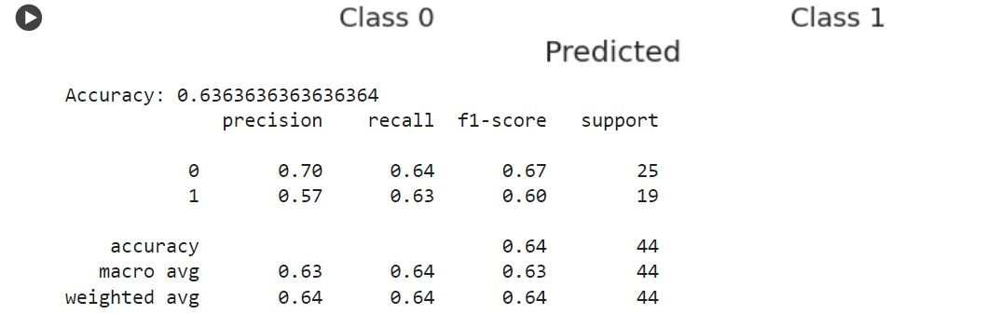 Class 0 Class 1
Predicted
Accuracy: 0.6363636363636364
precision recall f1-score support
0 0.70 0.64 0.67 25
1 0.57 0.63 0.60 19
accuracy 0.64 44
macro avg 0.63 0.64 0.63 44
weighted avg 0.64 0.64 0.64 44